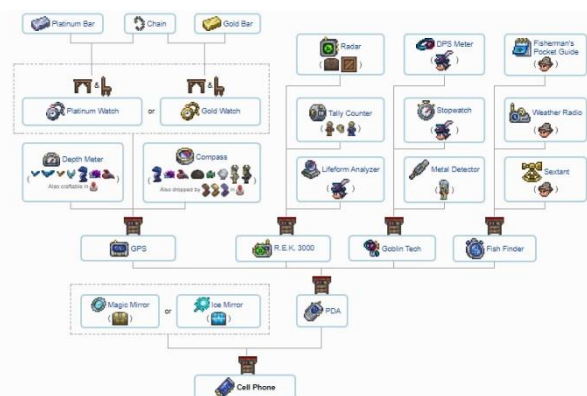 Platinum Bar
Chain
Gold Bar
&
&
Platinum Watch
or
Gold Watch
Radar
DPS Meter
Fisherman's
Pocket Guide
Tally Counter
Stopwatch
Weather Radio
Depth Meter
Also craftable in
Compass
Also dropped by
in
Lifeform Analyzer
Metal Detector
Sextant
GPS
R.E.K. 3000
Goblin Tech
Fish Finder
Magic Mirror
or
Ice Mirror
PDA
Cell Phone